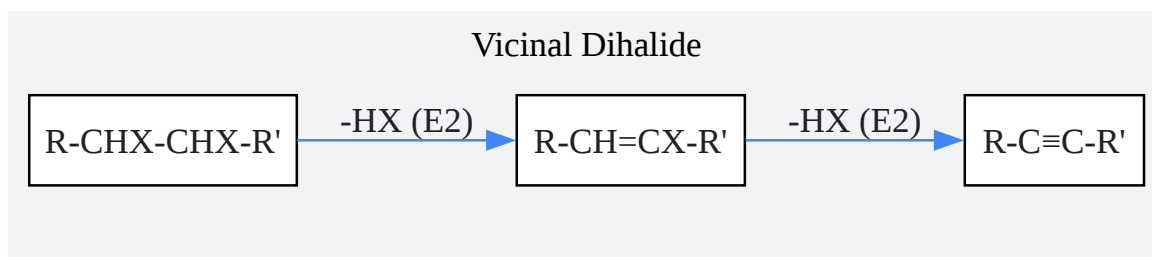 Vicinal Dihalide
R-CHX-CHX-R'
-HX (E2)
R-CH=CX-R'
-HX (E2)
R-C≡C-R'